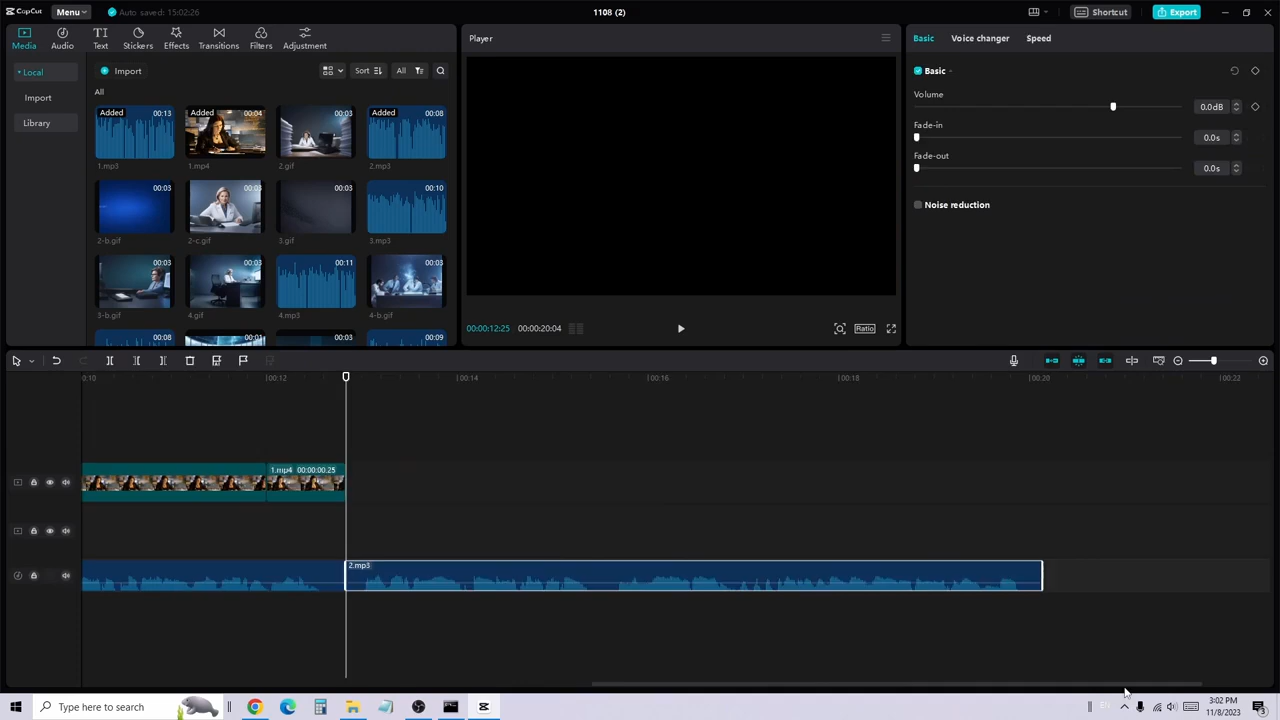 CapCut
Menu
Auto saved: 15:02:26
1108 (2)
Shortcut
Export
Media
Audio
Text
Stickers
Effects
Transitions
Filters
Adjustment
Local
Import
Library
Import
Sort
All
All
Added
00:13
1.mp3
Added
00:04
1.mp4
00:03
2.gif
Added
00:08
2.mp3
00:03
2-b.gif
00:03
2-c.gif
00:03
3.gif
00:10
3.mp3
00:03
3-b.gif
00:03
4.gif
00:11
4.mp3
00:03
4-b.gif
00:08
00:01
00:03
00:09
Player
00:00:12:25
00:00:20:04
Ratio
Basic
Voice changer
Speed
Basic
Volume
0.0dB
Fade-in
0.0s
Fade-out
0.0s
Noise reduction
0:10
00:12
00:14
00:16
00:18
00:20
00:22
1.mp4 00:00:00:25
2.mp3
Type here to search
3:02 PM
11/8/2023
3